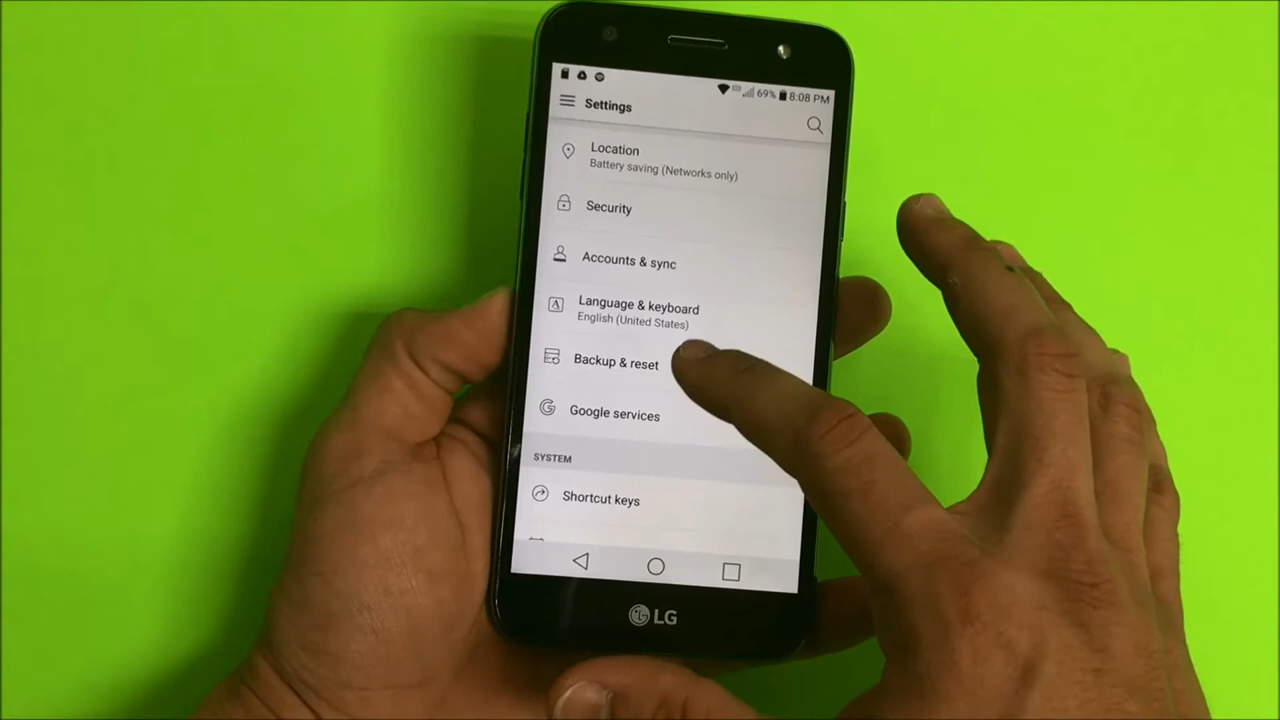 69% 8:08 PM
Settings
Location
Battery saving (Networks only)
Security
Accounts & sync
Language & keyboard
English (United States)
Backup & reset
Google services
SYSTEM
Shortcut keys
LG